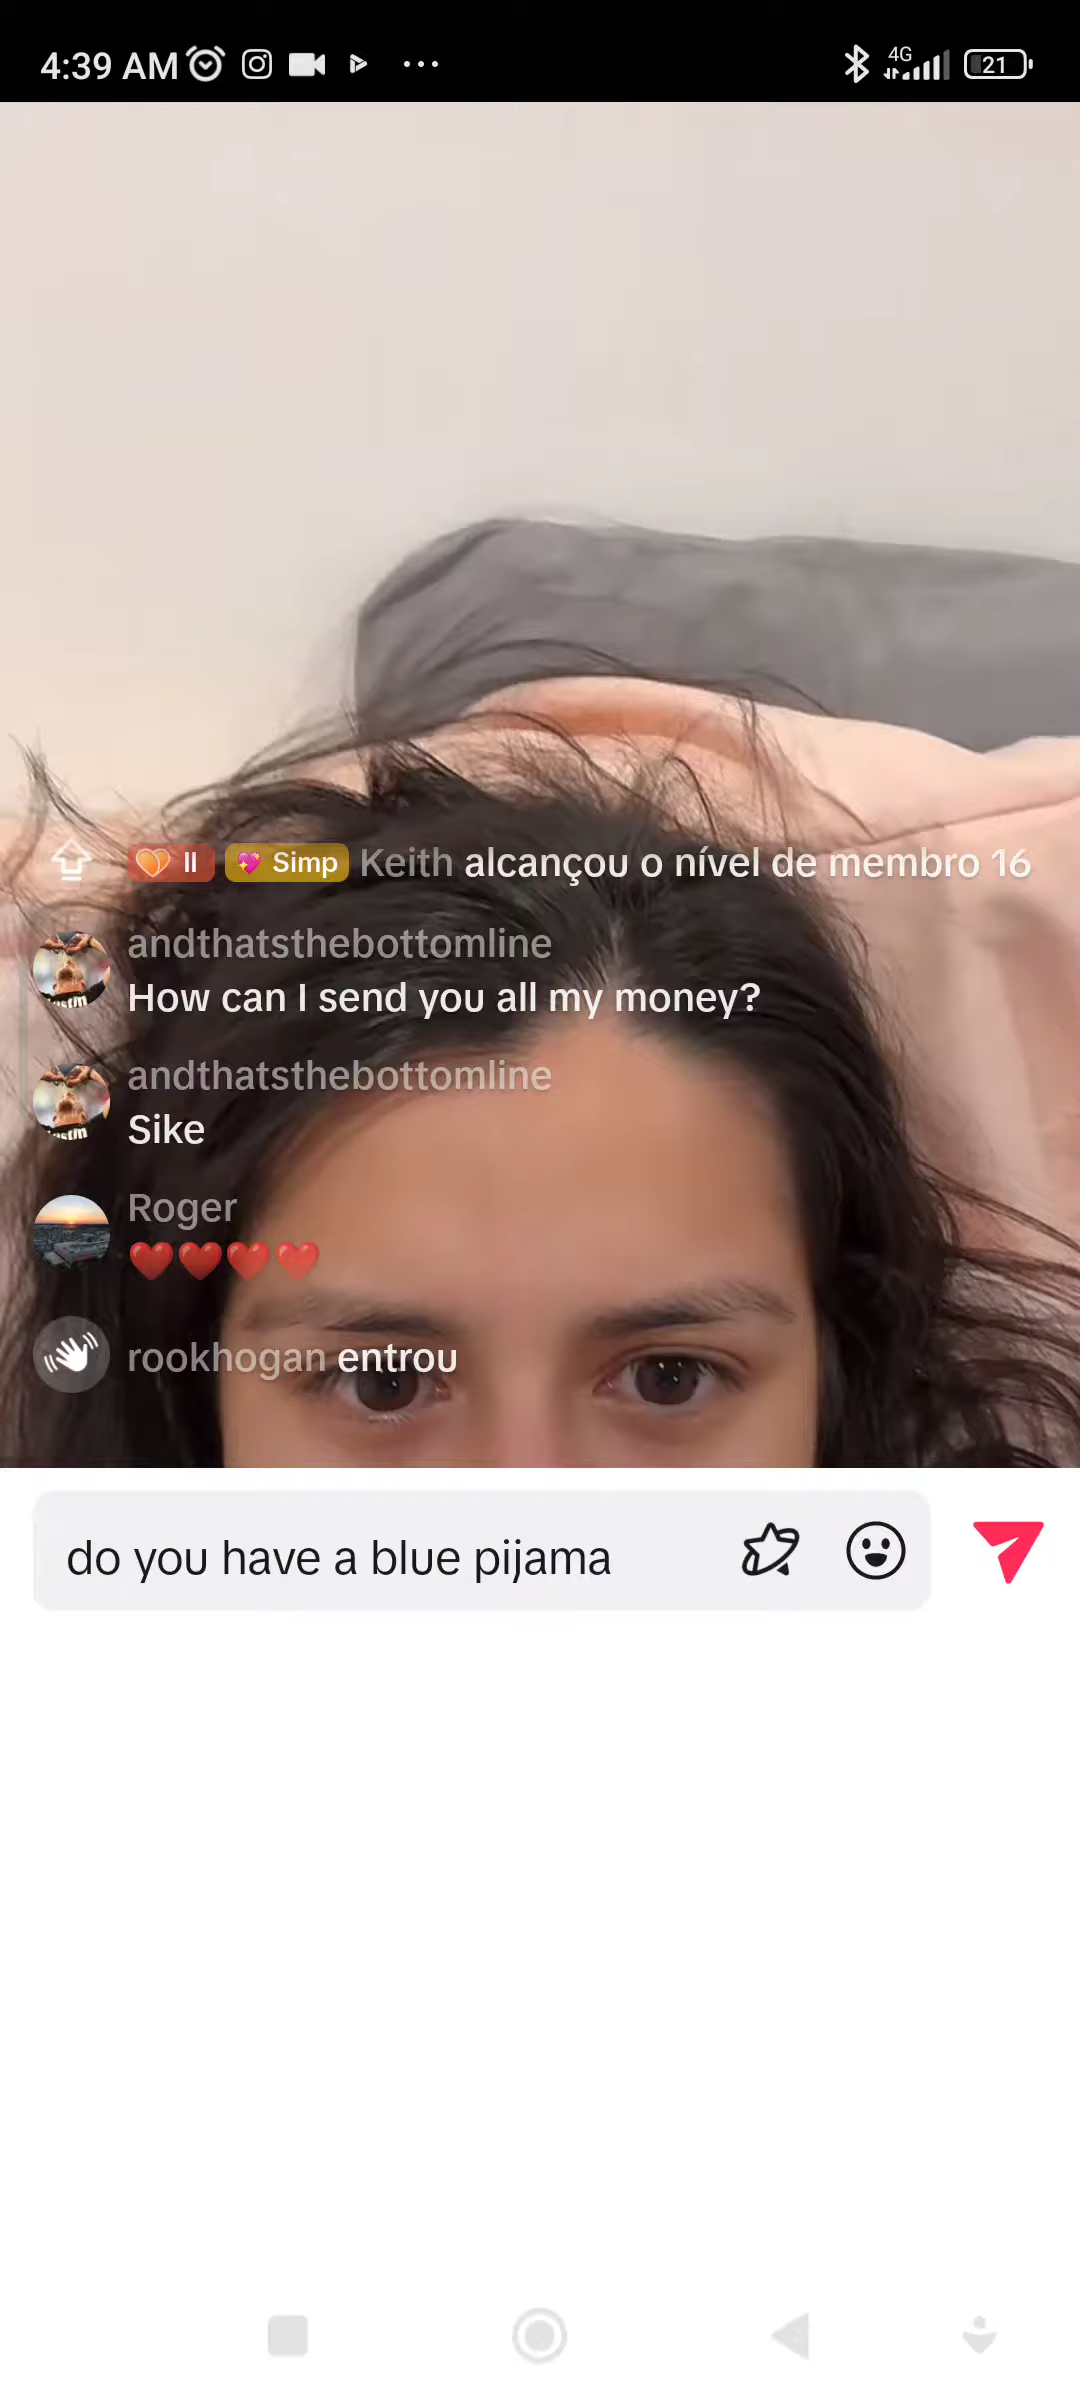 4:39 AM
4G
21
II Simp Keith alcançou o nível de membro 16
andthatsthebottomline
How can I send you all my money?
andthatsthebottomline
Sike
Roger
rookhogan entrou
do you have a blue pijama